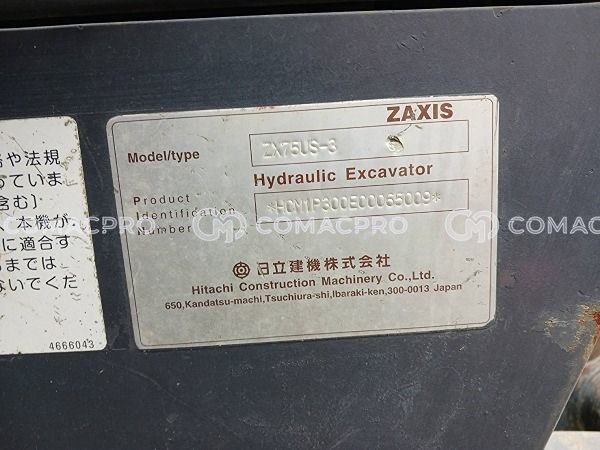 ZAXIS
Model/type ZX75US-3
Hydraulic Excavator
Product
Identification
Number
*HCM1P300E00065009*
日立建機株式会社
Hitachi Construction Machinery Co.,Ltd.
650,Kandatsu-machi,Tsuchiura-shi,Ibaraki-ken,300-0013 Japan
や法規
っていま
含む]
本機が
に適合す
までは
ないでくだ
4666043
COMACPRO
COMACPRO
COMACPRO